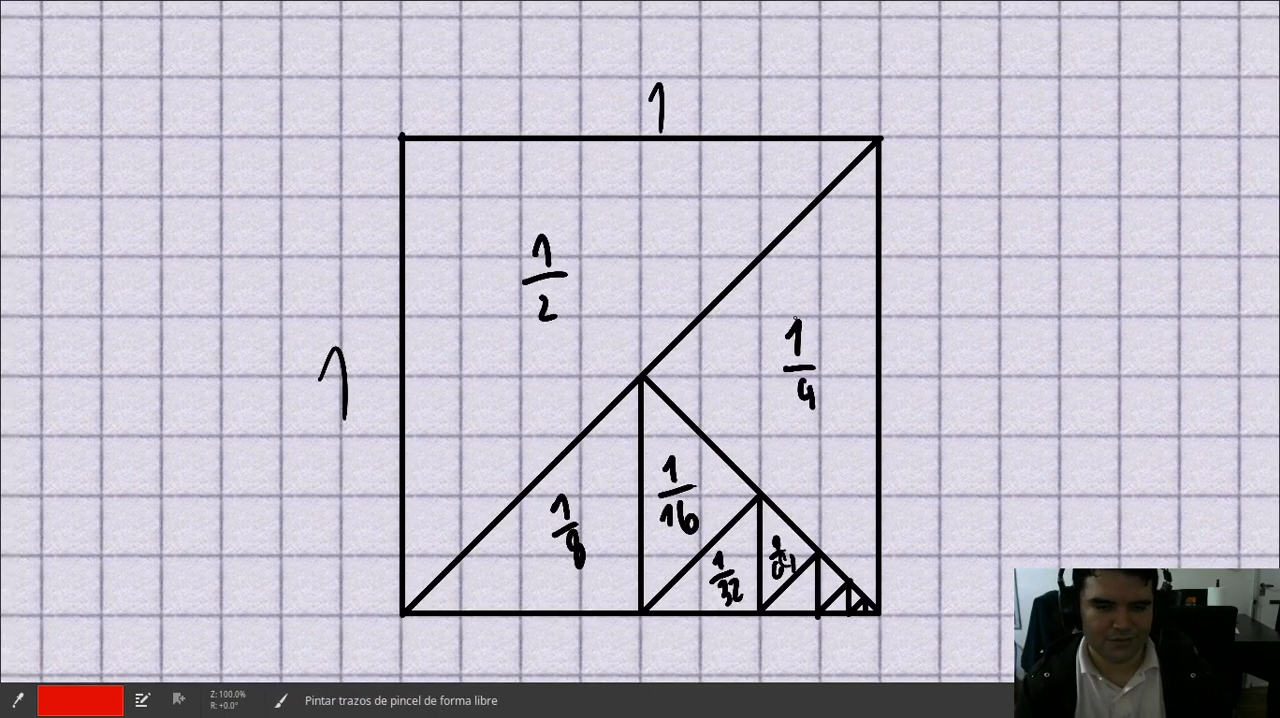 1
1
1/2
1/4
1/8
1/16
1/32
1/64
Z: 100.0%
R: +0.0°
Pintar trazos de pincel de forma libre